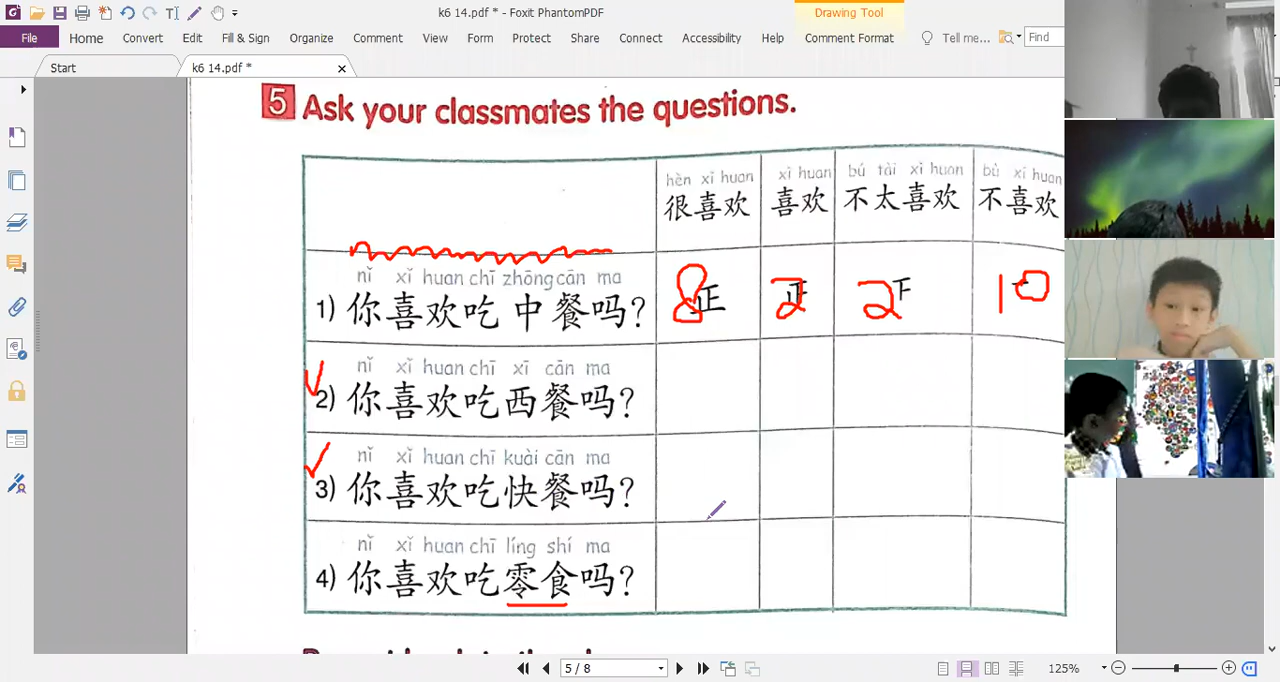 k6 14.pdf * - Foxit PhantomPDF
Drawing Tool
File Home Convert Edit Fill & Sign Organize Comment View Form Protect Share Connect Accessibility Help Comment Format Tell me... Find
Start k6 14.pdf *
5 Ask your classmates the questions.
hěn xǐ huan xǐ huan bú tài xǐ huan bù xǐ huan
很喜欢 喜欢 不太喜欢 不喜欢
nǐ xǐ huan chī zhōng cān ma
1) 你喜欢吃中餐吗? 8 正 2 2 10
nǐ xǐ huan chī xī cān ma
2) 你喜欢吃西餐吗?
nǐ xǐ huan chī kuài cān ma
3) 你喜欢吃快餐吗?
nǐ xǐ huan chī líng shí ma
4) 你喜欢吃零食吗?
5 / 8 125%